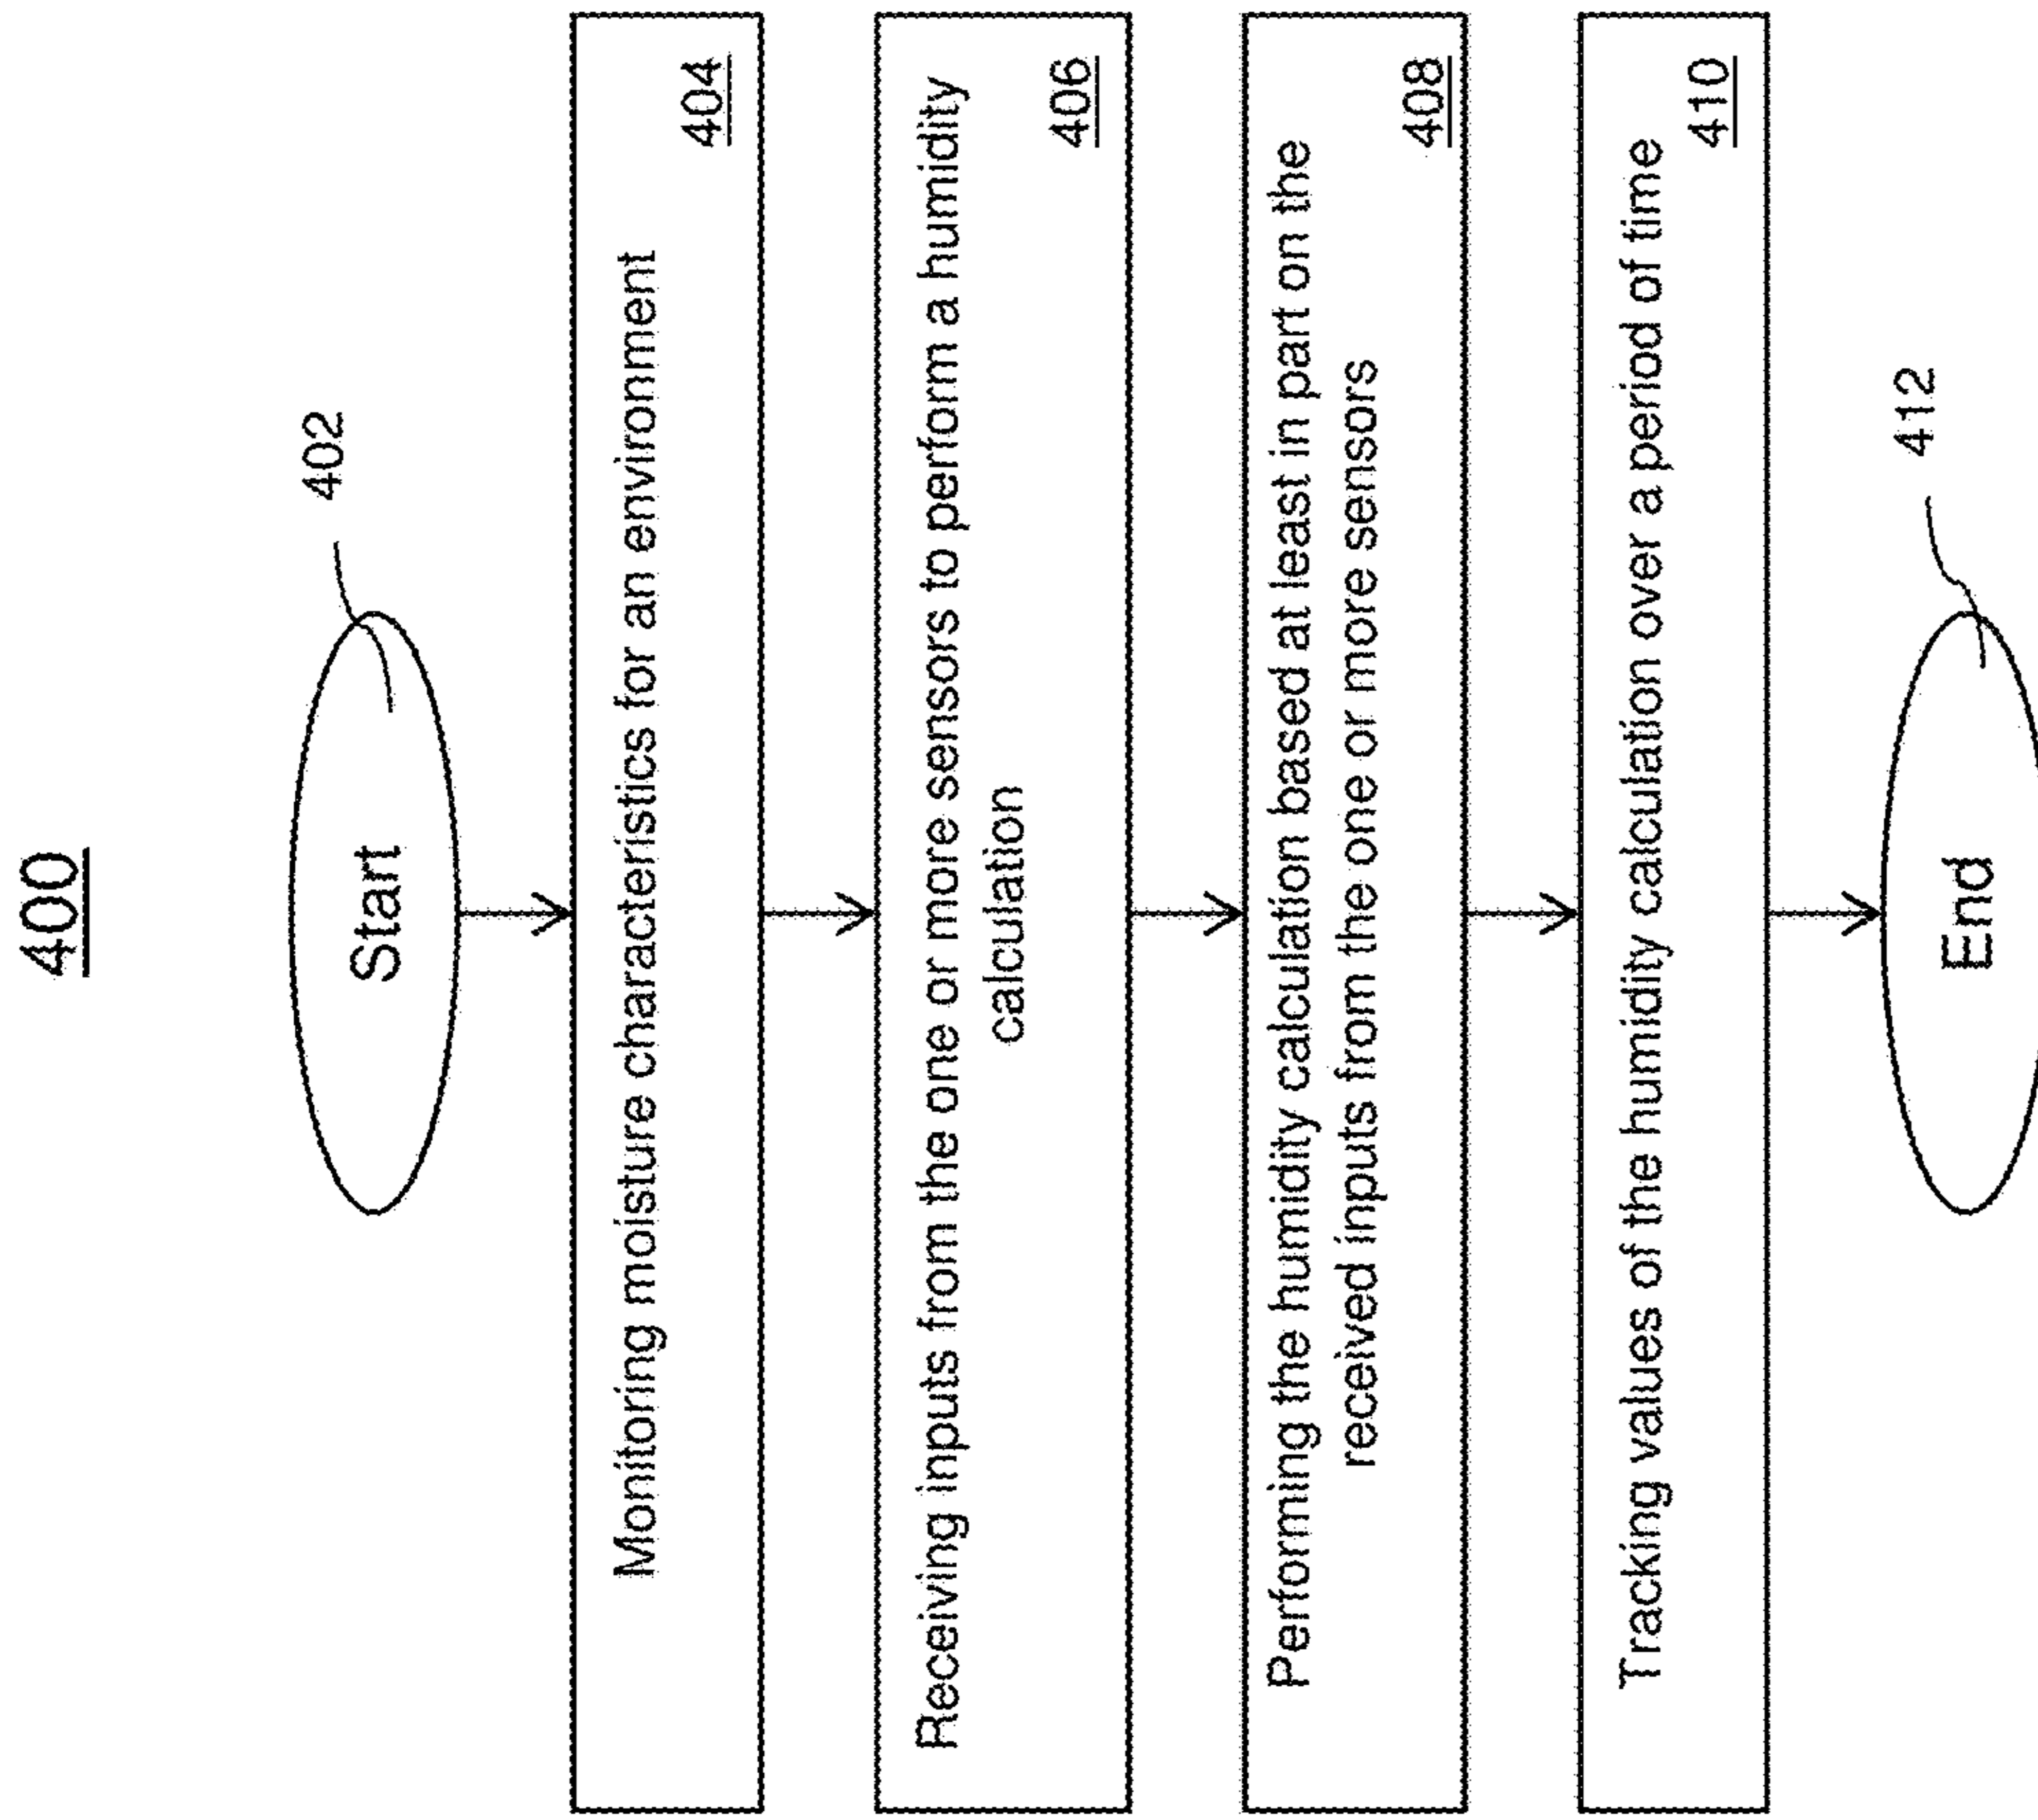 400
402
Start
Monitoring moisture characteristics for an environment
404
Receiving inputs from the one or more sensors to perform a humidity
calculation
406
Performing the humidity calculation based at least in part on the
received inputs from the one or more sensors
408
Tracking values of the humidity calculation over a period of time
410
412
End